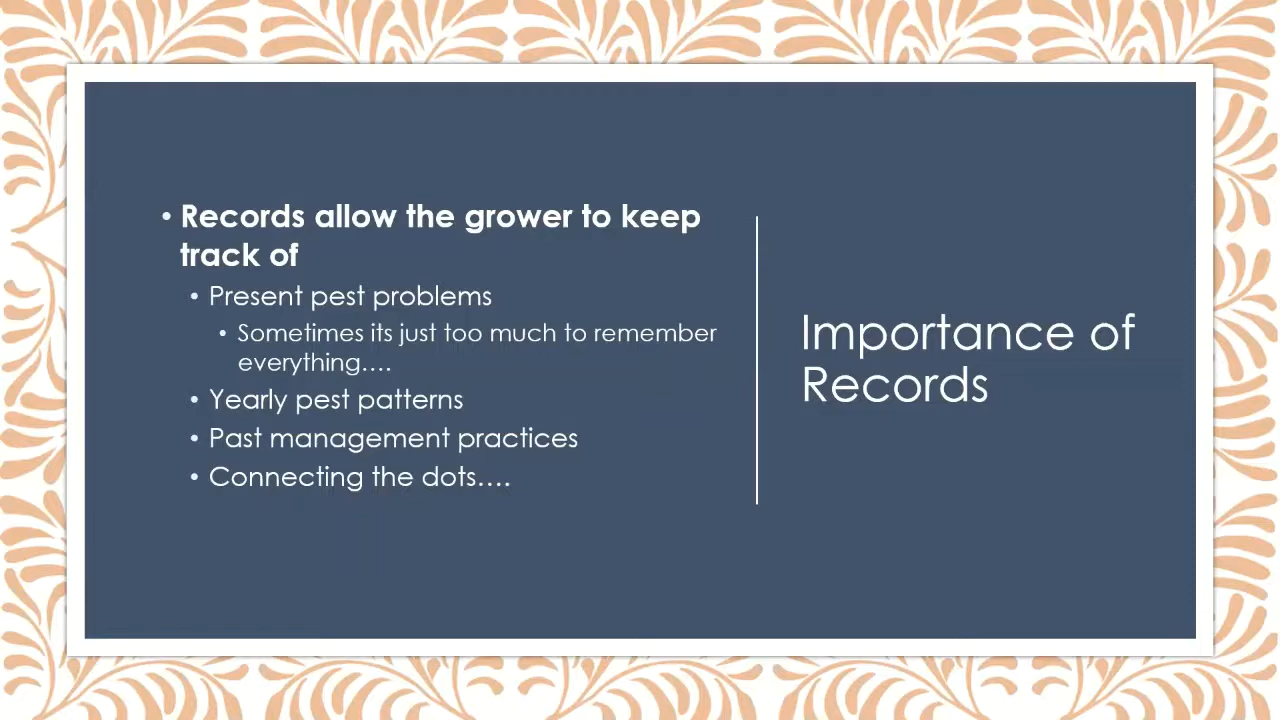 • Records allow the grower to keep
track of
• Present pest problems
• Sometimes its just too much to remember
everything....
• Yearly pest patterns
• Past management practices
• Connecting the dots....
Importance of
Records